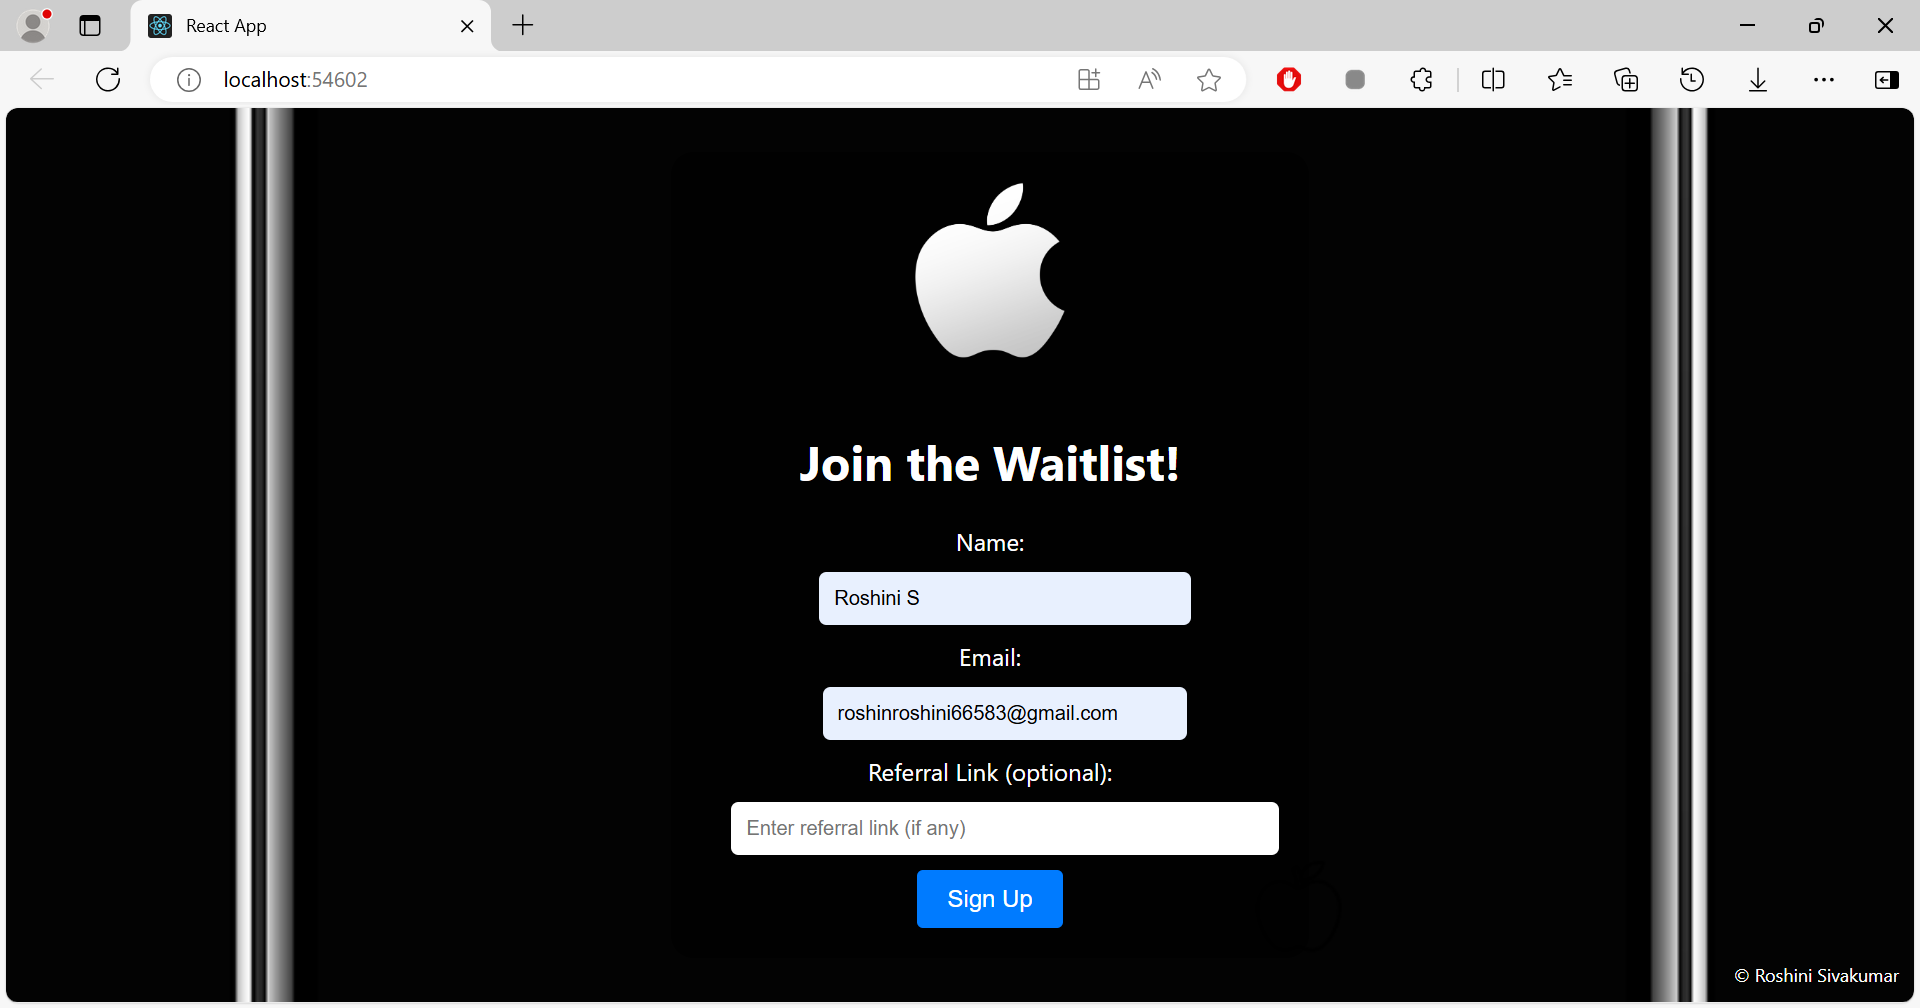 React App
localhost:54602
Join the Waitlist!
Name:
Roshini S
Email:
roshinroshini66583@gmail.com
Referral Link (optional):
Enter referral link (if any)
Sign Up
© Roshini Sivakumar